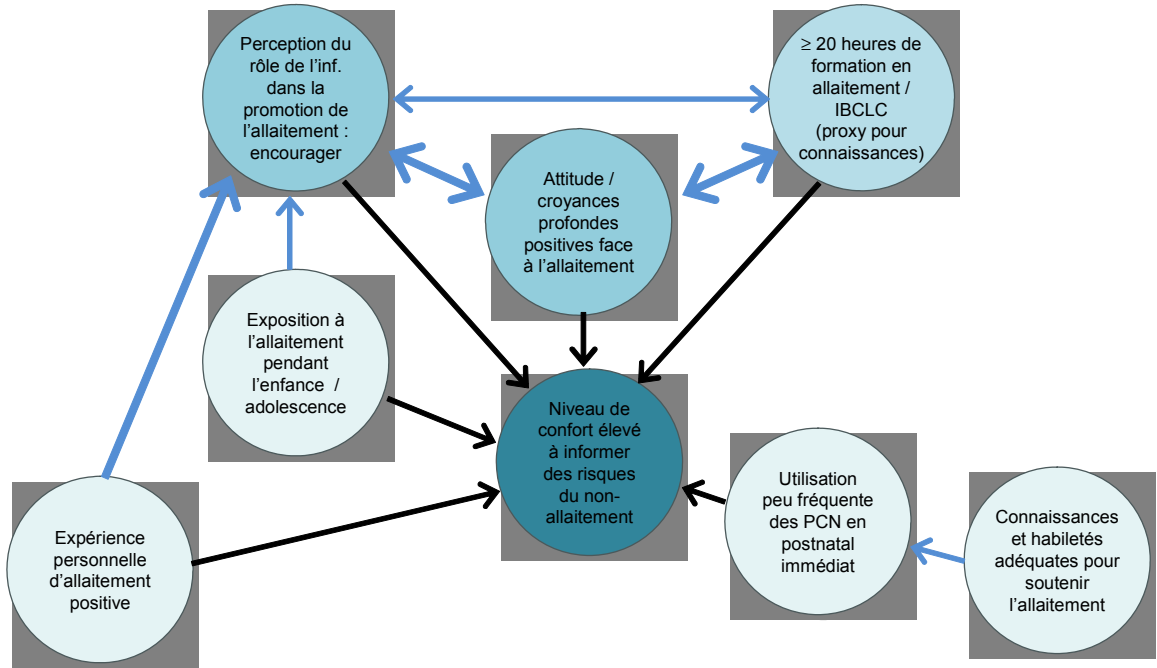 Perception du
rôle de l'inf.
dans la
promotion de
l'allaitement :
encourager
≥ 20 heures de
formation en
allaitement /
IBCLC
(proxy pour
connaissances)
Attitude /
croyances
profondes
positives face
à l'allaitement
Exposition à
l'allaitement
pendant
l'enfance /
adolescence
Niveau de
confort élevé
à informer
des risques
du non-
allaitement
Utilisation
peu fréquente
des PCN en
postnatal
immédiat
Connaissances
et habiletés
adéquates pour
soutenir
l'allaitement
Expérience
personnelle
d'allaitement
positive